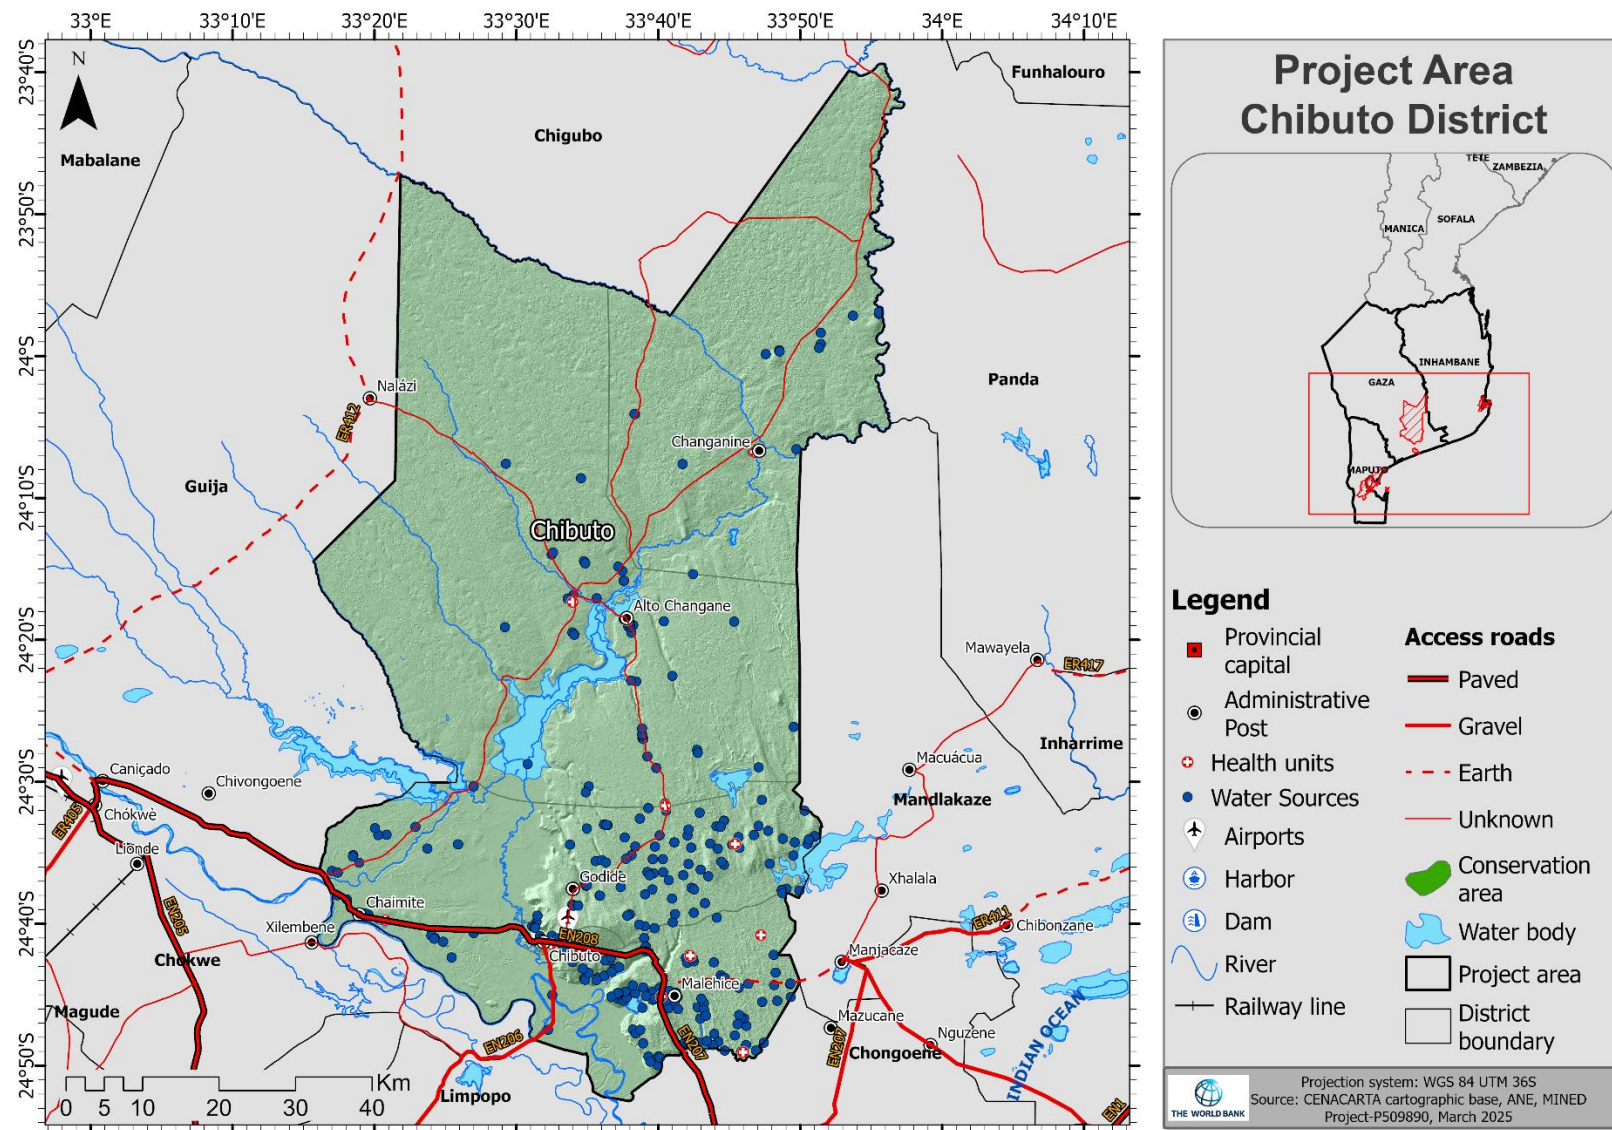 33°E
33°10'E
33°20'E
33°30'E
33°40'E
33°50'E
34°E
34°10'E
23°40'S
23°50'S
24°S
24°10'S
24°20'S
24°30'S
24°40'S
24°50'S
N
Funhalouro
Chigubo
Mabalane
Nalázi
ER412
Panda
Changanine
Guija
Chibuto
Alto Changane
Mawayela
ER417
Inharrime
Macuácua
Mandlakaze
Caniçado
Chivongoene
Chókwè
ER405
Lionde
Godide
Xhalala
Chaimite
EN205
Xilembene
EN208
Chibuto
ER411
Chibonzane
Manjacaze
Chokwe
Malehice
Magude
Mazucane
Nguzene
EN207
EN206
EN207
Chongoene
INDIAN OCEAN
Limpopo
EN1
Km
0 5 10 20 30 40
Project Area
Chibuto District
TETE
ZAMBEZIA
SOFALA
MANICA
INHAMBANE
GAZA
MAPUTO
Legend
Provincial
capital
Administrative
Post
Health units
Water Sources
Airports
Harbor
Dam
River
Railway line
Access roads
Paved
Gravel
Earth
Unknown
Conservation
area
Water body
Project area
District
boundary
THE WORLD BANK
Projection system: WGS 84 UTM 36S
Source: CENACARTA cartographic base, ANE, MINED
Project-P509890, March 2025